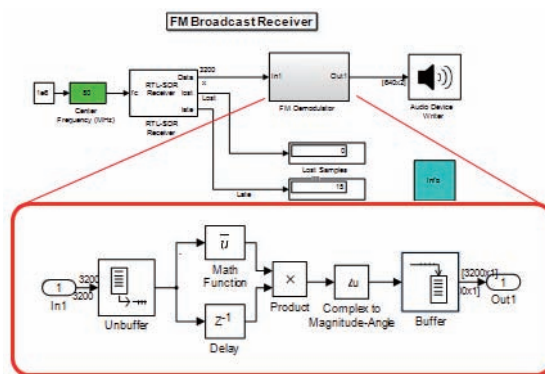 FM Broadcast Receiver
1e6
Center
Frequency (MHz)
fc
RTL-SDR
Receiver
Data
lost
late
RTL-SDR
Receiver
3200
Lost
Late
In1
Out1
FM Demodulator
[640x2]
Audio Device
Writer
0
Lost Samples
15
Info
1
In1
3200
3200
Unbuffer
u
Math
Function
Z-1
Delay
×
Product
∠u
Complex to
Magnitude-Angle
Buffer
[3200x1]
0x1]
1
Out1